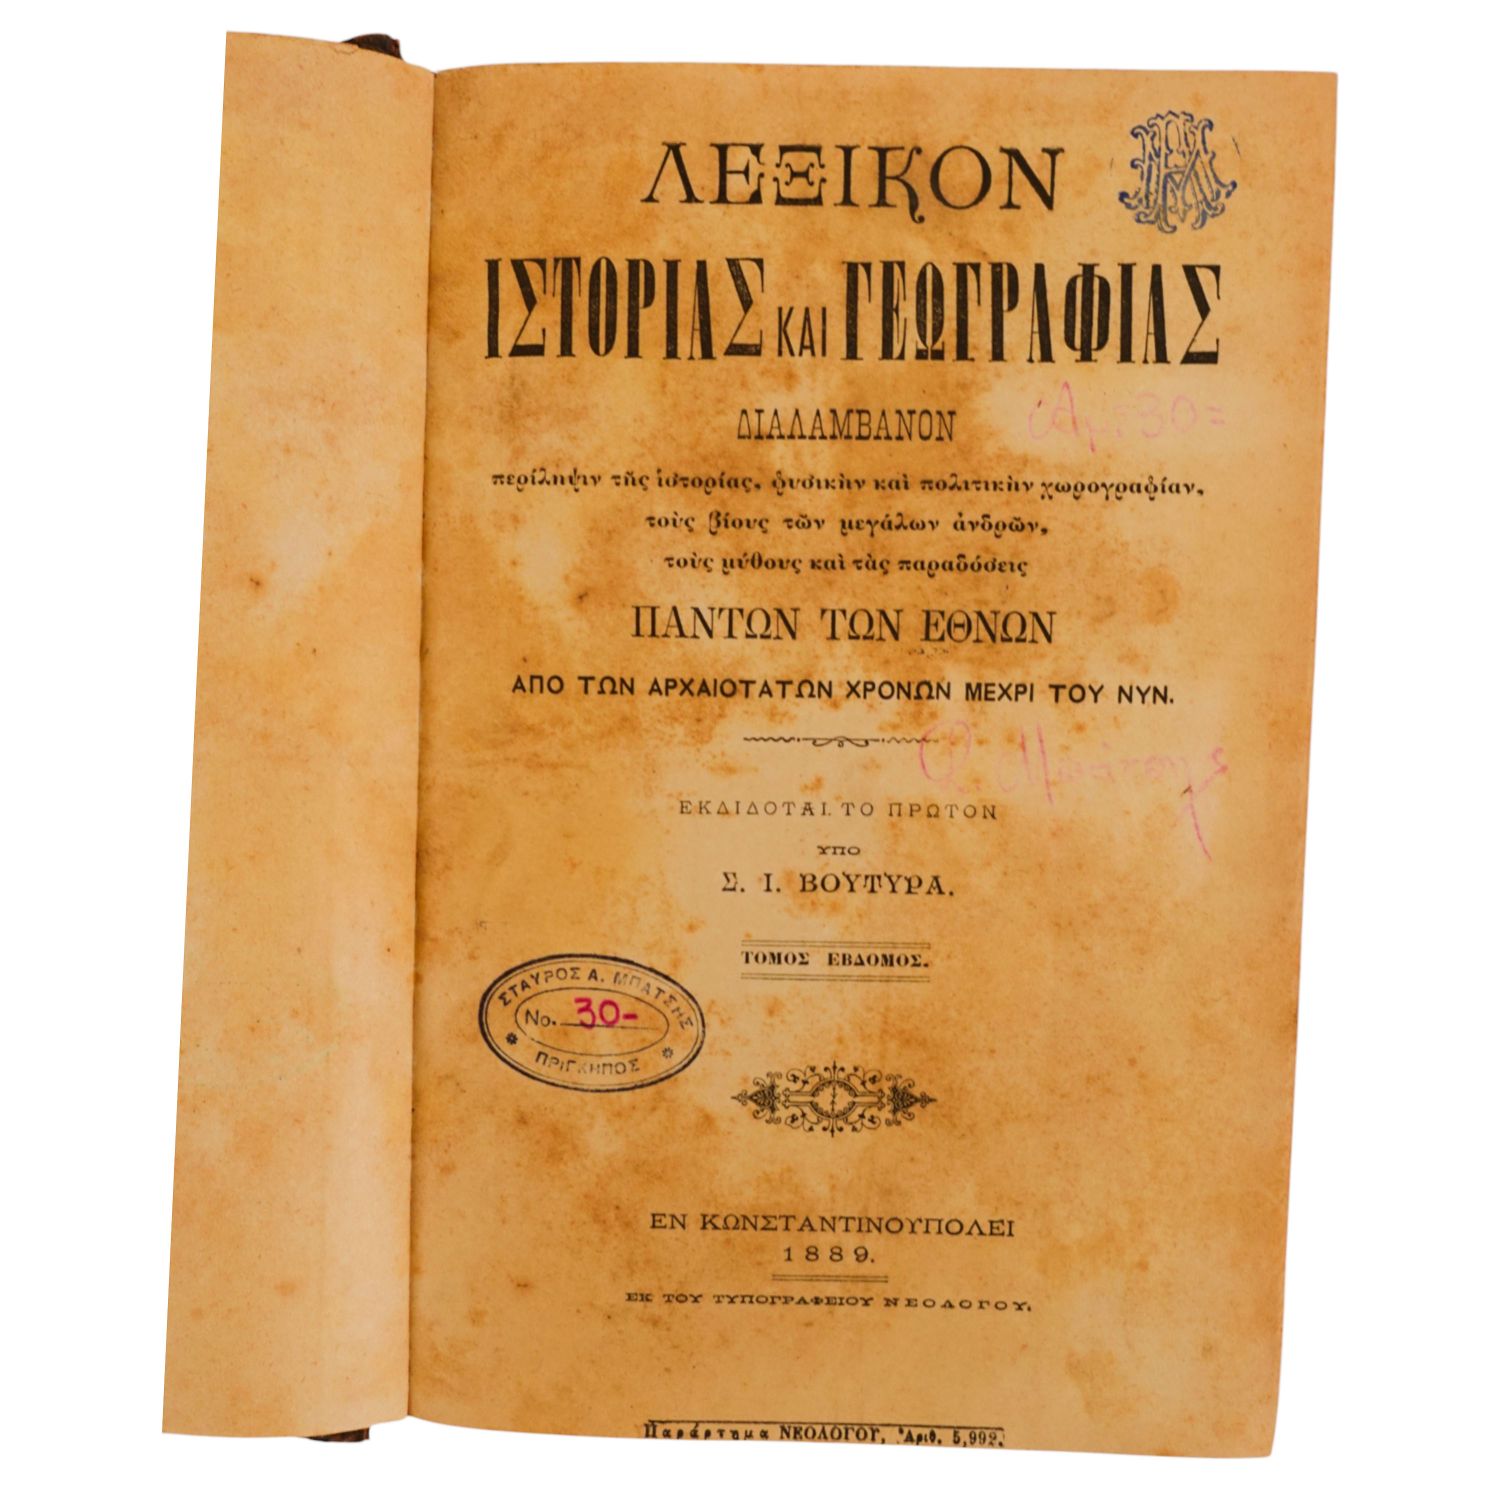 ΛΕΞΙΚΟΝ
ΙΣΤΟΡΙΑΣ ΚΑΙ ΓΕΩΓΡΑΦΙΑΣ
ΔΙΑΛΑΜΒΑΝΟΝ
Ἀμ: 30=
περίληψιν τῆς ἱστορίας, φυσικὴν καὶ πολιτικὴν χωρογραφίαν,
τοὺς βίους τῶν μεγάλων ἀνδρῶν,
τοὺς μύθους καὶ τὰς παραδόσεις
ΠΑΝΤΩΝ ΤΩΝ ΕΘΝΩΝ
ΑΠΟ ΤΩΝ ΑΡΧΑΙΟΤΑΤΩΝ ΧΡΟΝΩΝ ΜΕΧΡΙ ΤΟΥ ΝΥΝ.
ΕΚΔΙΔΟΤΑΙ ΤΟ ΠΡΩΤΟΝ
ΥΠΟ
Σ. Ι. ΒΟΥΤΥΡΑ.
ΤΟΜΟΣ ΕΒΔΟΜΟΣ.
ΣΤΑΥΡΟΣ Α. ΜΠΑΤΣΗΣ
No. 30-
ΠΡΙΓΚΗΠΟΣ
ΕΝ ΚΩΝΣΤΑΝΤΙΝΟΥΠΟΛΕΙ
1889.
ΕΚ ΤΟΥ ΤΥΠΟΓΡΑΦΕΙΟΥ ΝΕΟΛΟΓΟΥ.
Παράρτημα ΝΕΟΛΟΓΟΥ, Ἀριθ. 5,992.